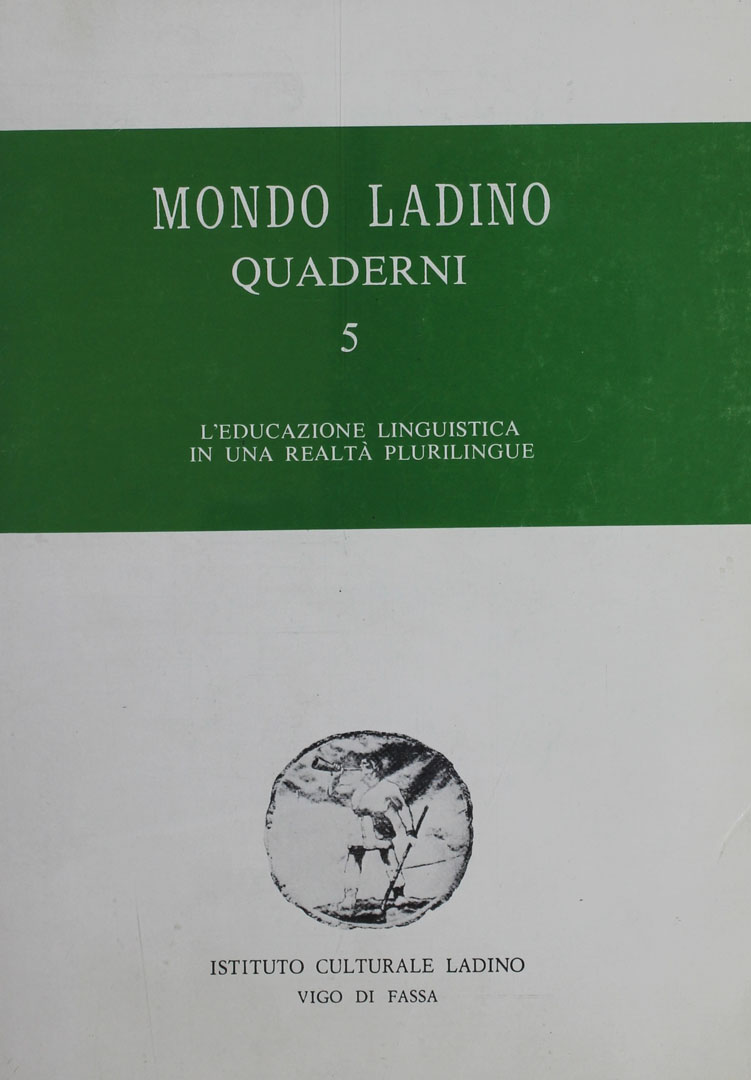 MONDO LADINO
QUADERNI
5
L'EDUCAZIONE LINGUISTICA
IN UNA REALTÀ PLURILINGUE
ISTITUTO CULTURALE LADINO
VIGO DI FASSA